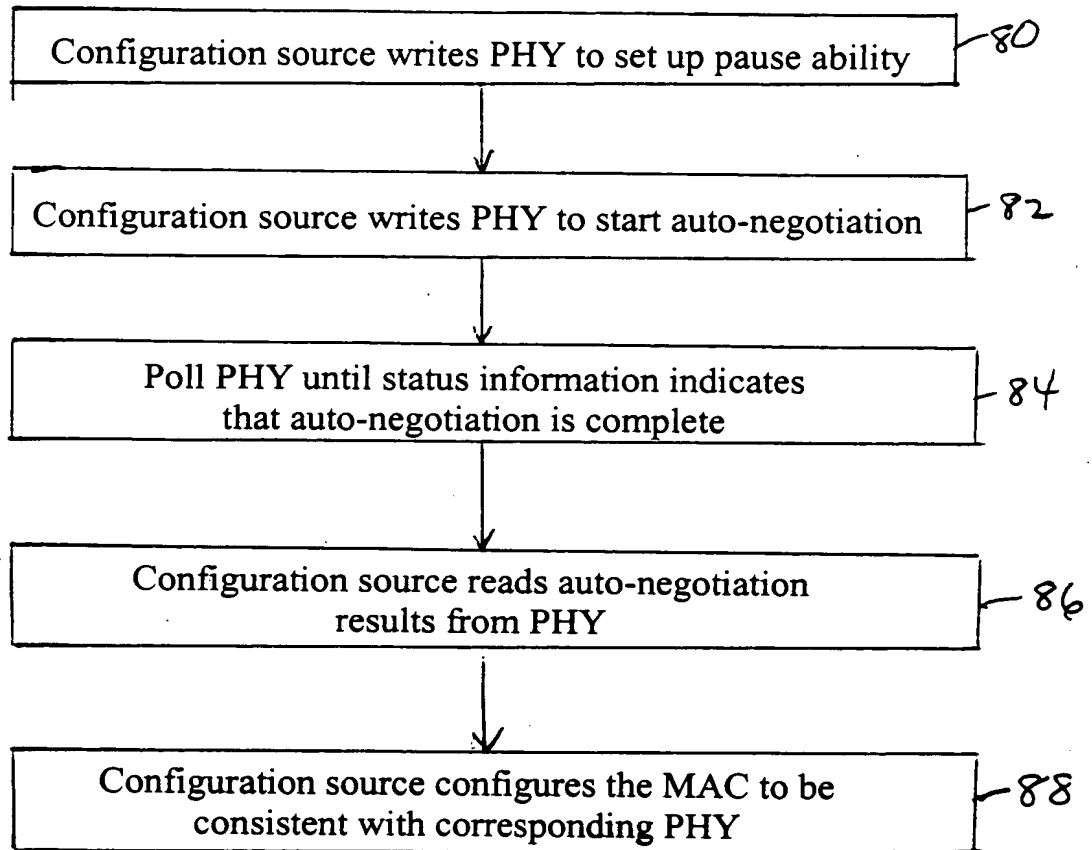 Configuration source writes PHY to set up pause ability
80
Configuration source writes PHY to start auto-negotiation
82
Poll PHY until status information indicates
that auto-negotiation is complete
84
Configuration source reads auto-negotiation
results from PHY
86
Configuration source configures the MAC to be
consistent with corresponding PHY
88